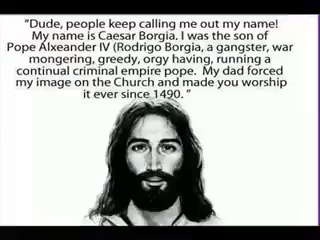 "Dude, people keep calling me out my name!
My name is Caesar Borgia. I was the son of
Pope Alxeander IV (Rodrigo Borgia, a gangster, war
mongering, greedy, orgy having, running a
continual criminal empire pope.  My dad forced
my image on the Church and made you worship
it ever since 1490. "